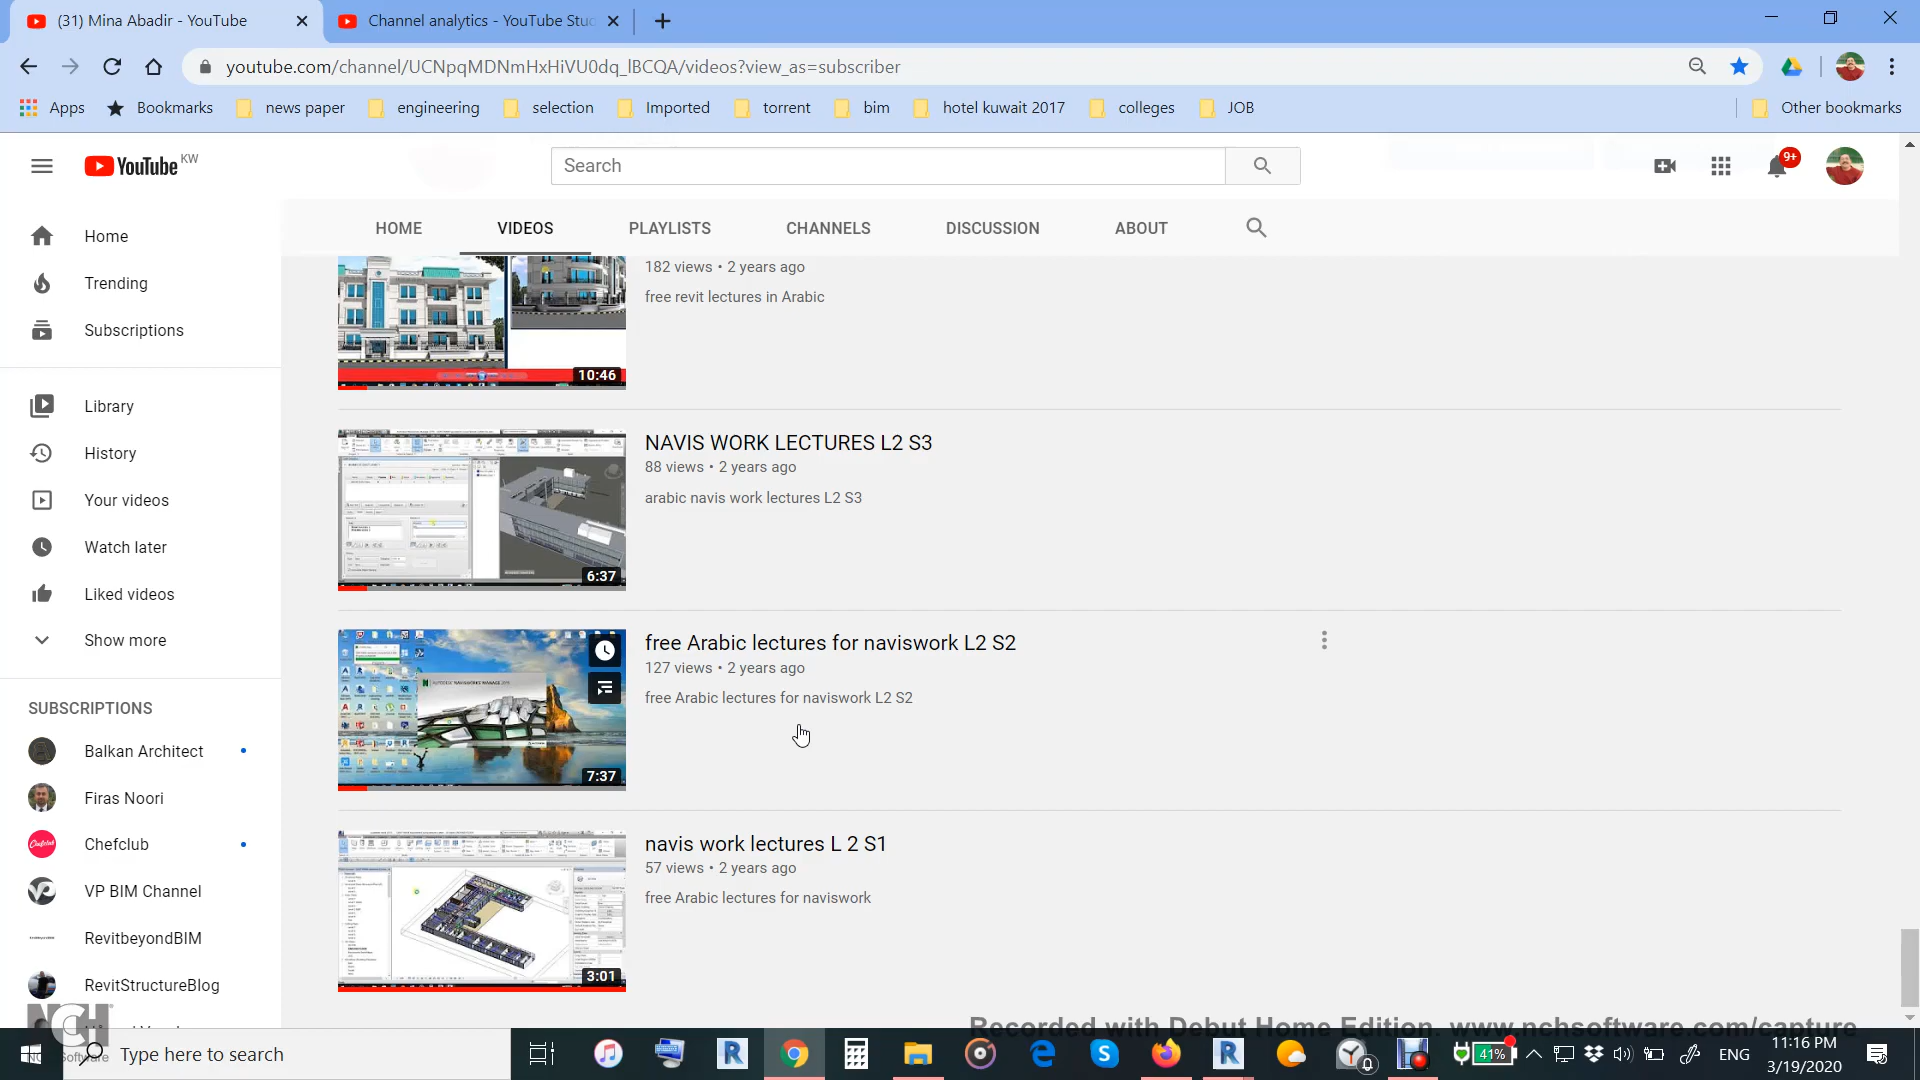 (31) Mina Abadir - YouTube
Channel analytics - YouTube Stu
youtube.com/channel/UCNpqMDNmHxHiVU0dq_lBCQA/videos?view_as=subscriber
Apps
Bookmarks
news paper
engineering
selection
Imported
torrent
bim
hotel kuwait 2017
colleges
JOB
Other bookmarks
YouTube KW
Search
9+
HOME
VIDEOS
PLAYLISTS
CHANNELS
DISCUSSION
ABOUT
Home
Trending
Subscriptions
Library
History
Your videos
Watch later
Liked videos
Show more
SUBSCRIPTIONS
Balkan Architect
Firas Noori
Chefclub
VP BIM Channel
RevitbeyondBIM
RevitStructureBlog
182 views • 2 years ago
free revit lectures in Arabic
10:46
NAVIS WORK LECTURES L2 S3
88 views • 2 years ago
arabic navis work lectures L2 S3
6:37
free Arabic lectures for naviswork L2 S2
127 views • 2 years ago
free Arabic lectures for naviswork L2 S2
7:37
navis work lectures L 2 S1
57 views • 2 years ago
free Arabic lectures for naviswork
3:01
NCH
Software
Recorded with Debut Home Edition. www.nchsoftware.com/capture
Type here to search
41%
ENG
11:16 PM
3/19/2020